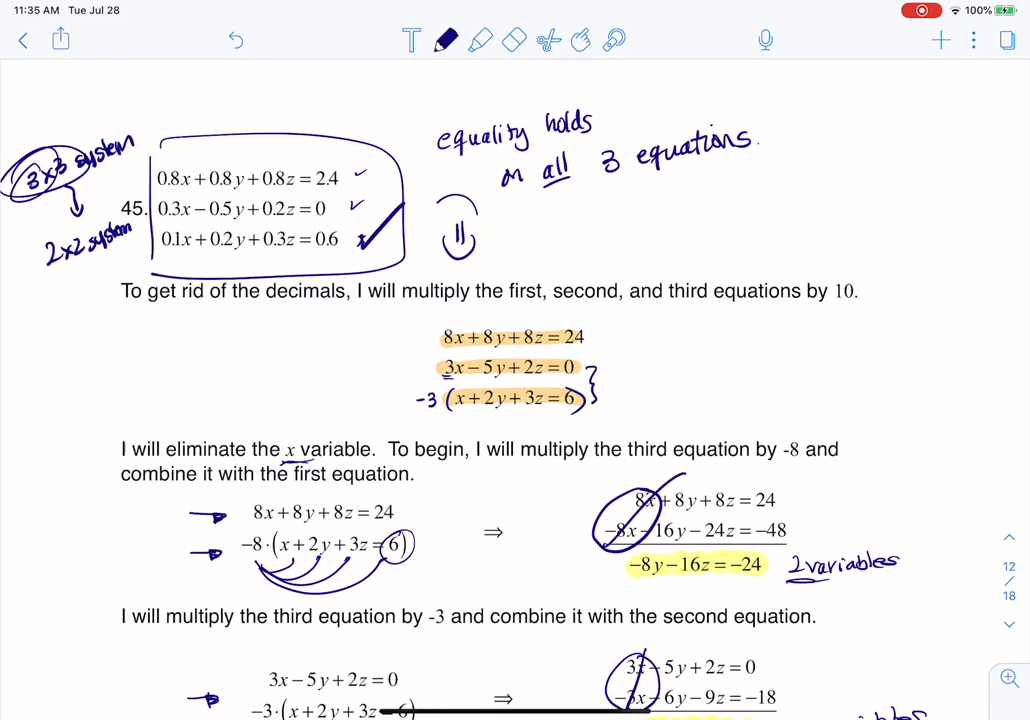 11:35 AM Tue Jul 28
100%
T
3x3 system
2x2 system
equality holds
on all 3 equations.
0.8x + 0.8y + 0.8z = 2.4
45. 0.3x − 0.5y + 0.2z = 0
0.1x + 0.2y + 0.3z = 0.6
To get rid of the decimals, I will multiply the first, second, and third equations by 10.
8x + 8y + 8z = 24
3x − 5y + 2z = 0
-3 (x + 2y + 3z = 6)
I will eliminate the x variable. To begin, I will multiply the third equation by -8 and
combine it with the first equation.
8x + 8y + 8z = 24
−8·(x + 2y + 3z = 6)
⇒
8x + 8y + 8z = 24
−8x − 16y − 24z = −48
−8y − 16z = −24
2 variables
12
/
18
I will multiply the third equation by -3 and combine it with the second equation.
3x − 5y + 2z = 0
−3·(x + 2y + 3z = 6)
⇒
3x − 5y + 2z = 0
−3x − 6y − 9z = −18